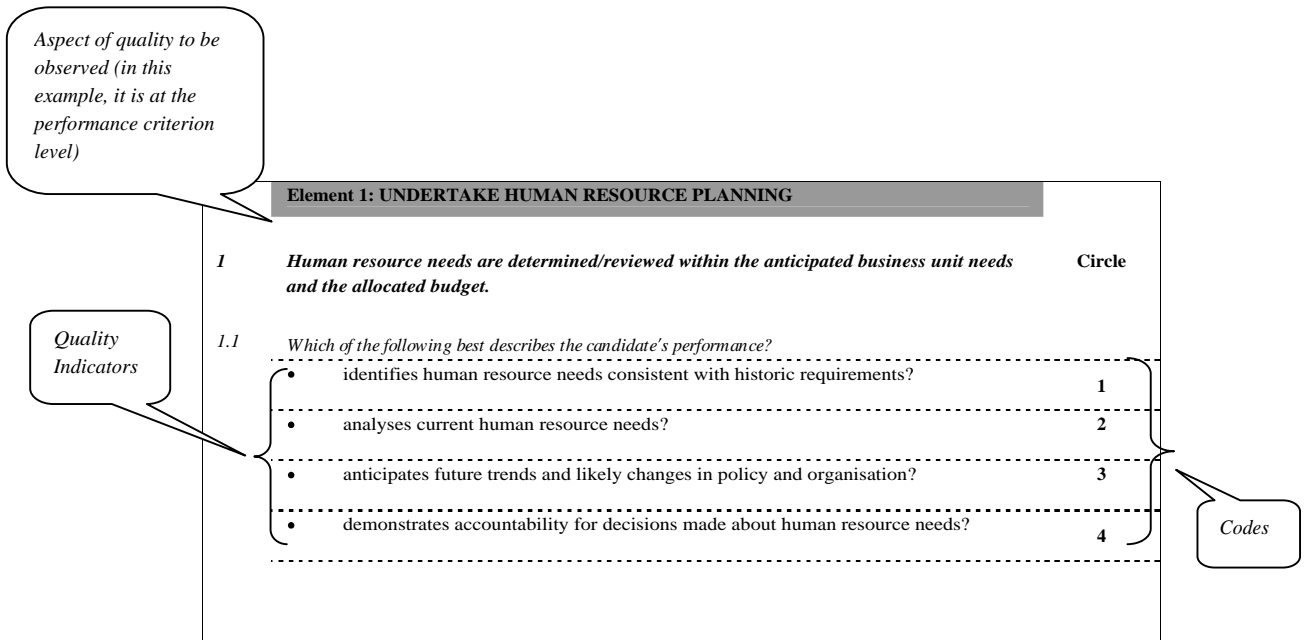 Aspect of quality to be
observed (in this
example, it is at the
performance criterion
level)
Element 1: UNDERTAKE HUMAN RESOURCE PLANNING
1 Human resource needs are determined/reviewed within the anticipated business unit needs Circle
and the allocated budget.
Quality
Indicators
1.1 Which of the following best describes the candidate's performance?
• identifies human resource needs consistent with historic requirements? 1
• analyses current human resource needs? 2
• anticipates future trends and likely changes in policy and organisation? 3
• demonstrates accountability for decisions made about human resource needs? 4
Codes